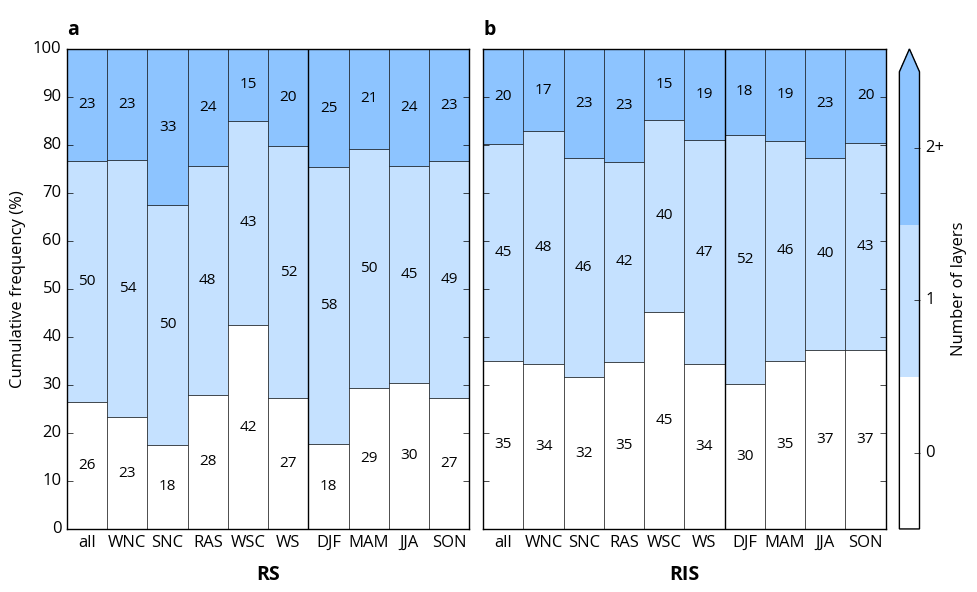 a
b
100
90
80
70
60
50
40
30
20
10
0
Cumulative frequency (%)
23 23 33 24 15 20 25 21 24 23
50 54 50 48 43 52 58 50 45 49
26 23 18 28 42 27 18 29 30 27
all WNC SNC RAS WSC WS DJF MAM JJA SON
RS
20 17 23 23 15 19 18 19 23 20
45 48 46 42 40 47 52 46 40 43
35 34 32 35 45 34 30 35 37 37
all WNC SNC RAS WSC WS DJF MAM JJA SON
RIS
2+
1
0
Number of layers